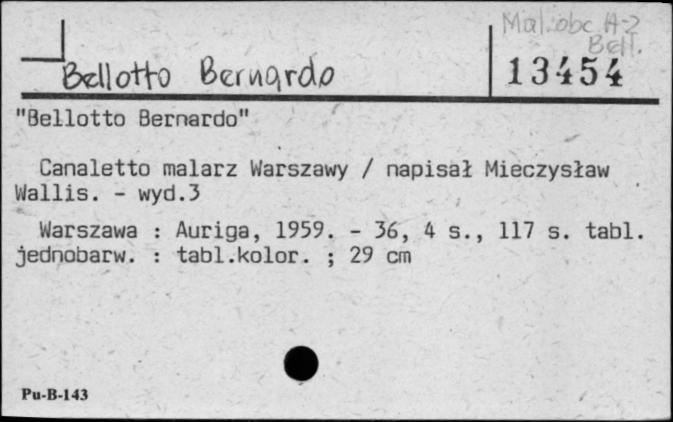 Mal. obc A-Z
Bell.
Bellotto Bernardo
13454
"Bellotto Bernardo"
Canaletto malarz Warszawy / napisał Mieczysław
Wallis. - wyd.3
Warszawa : Auriga, 1959. - 36, 4 s., 117 s. tabl.
jednobarw. : tabl.kolor. ; 29 cm
Pu-B-143